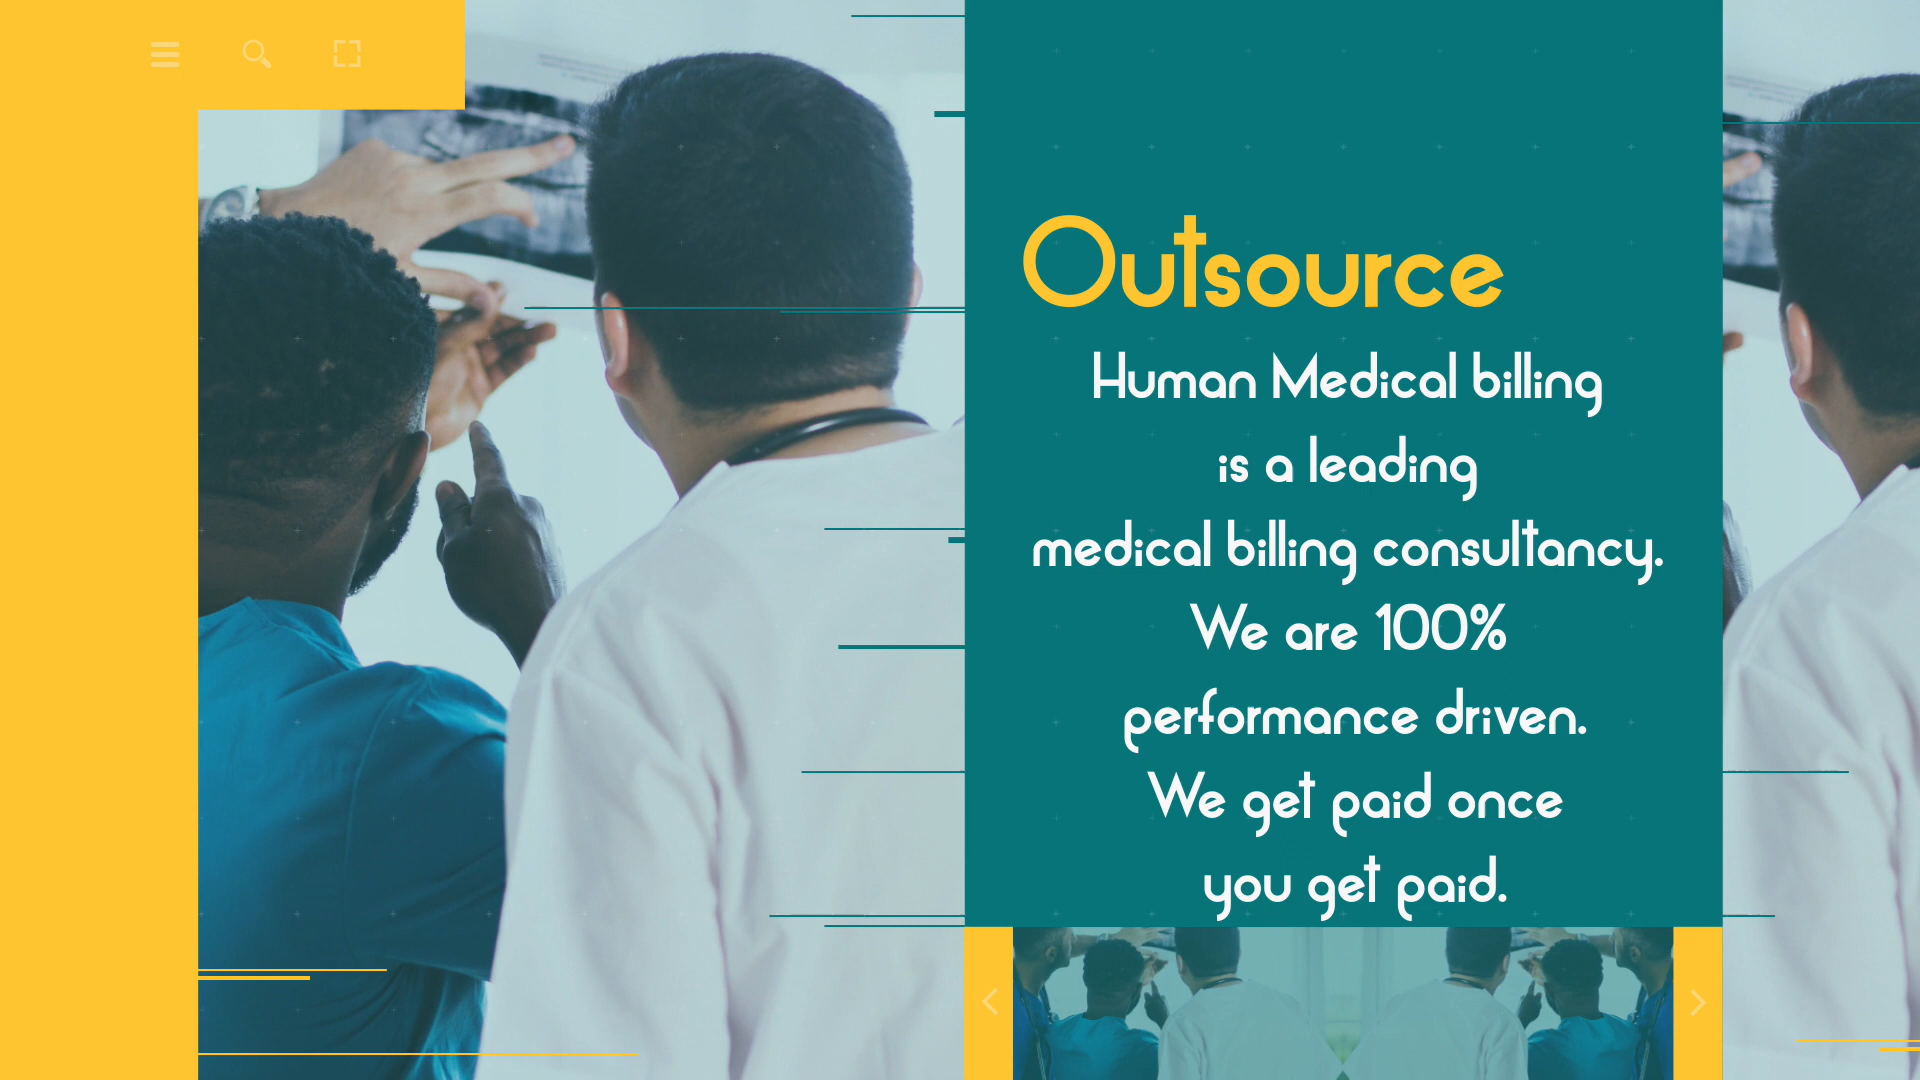 Outsource
Human Medical billing
is a leading
medical billing consultancy.
We are 100%
performance driven.
We get paid once
you get paid.